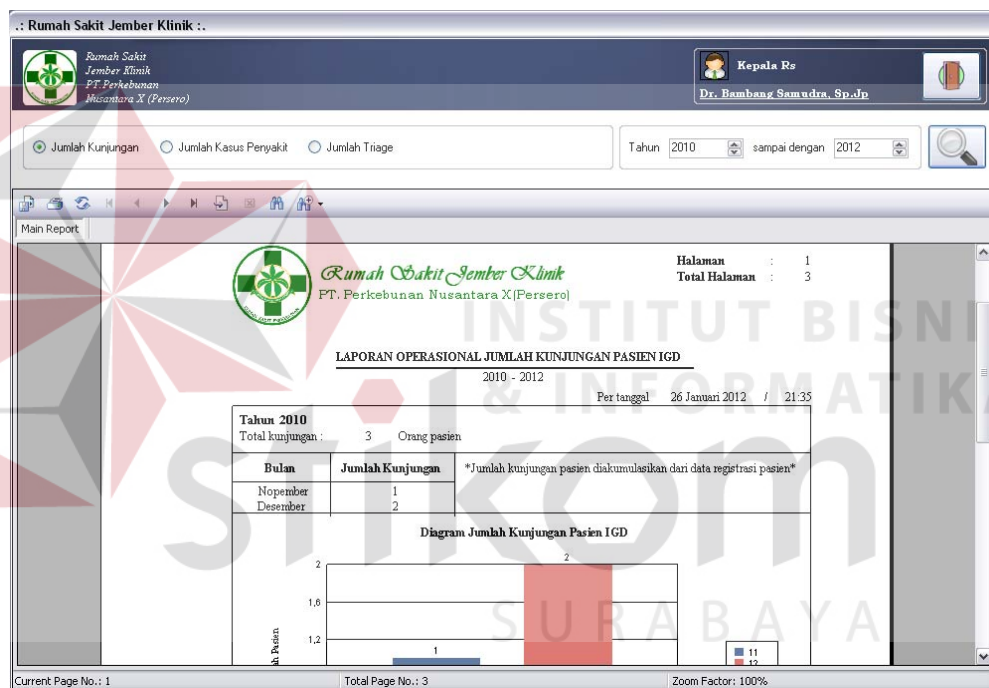 .: Rumah Sakit Jember Klinik :.
Rumah Sakit
Jember Klinik
PT.Perkebunan
Nusantara X (Persero)
Kepala Rs
Dr. Bambang Samudra, Sp.Jp
Jumlah Kunjungan Jumlah Kasus Penyakit Jumlah Triage
Tahun 2010 sampai dengan 2012
Main Report
Rumah Sakit Jember Klinik
PT. Perkebunan Nusantara X(Persero)
Halaman : 1
Total Halaman : 3
LAPORAN OPERASIONAL JUMLAH KUNJUNGAN PASIEN IGD
2010 - 2012
Per tanggal 26 Januari 2012 / 21:35
Tahun 2010
Total kunjungan : 3 Orang pasien
Bulan Jumlah Kunjungan *Jumlah kunjungan pasien diakumulasikan dari data registrasi pasien*
Nopember 1
Desember 2
Diagram Jumlah Kunjungan Pasien IGD
2
2
1,6
1,2
1
Pasien
11
12
INSTITUT BISNI
& INFORMATIKA
stikom
SURABAYA
Current Page No.: 1 Total Page No.: 3 Zoom Factor: 100%